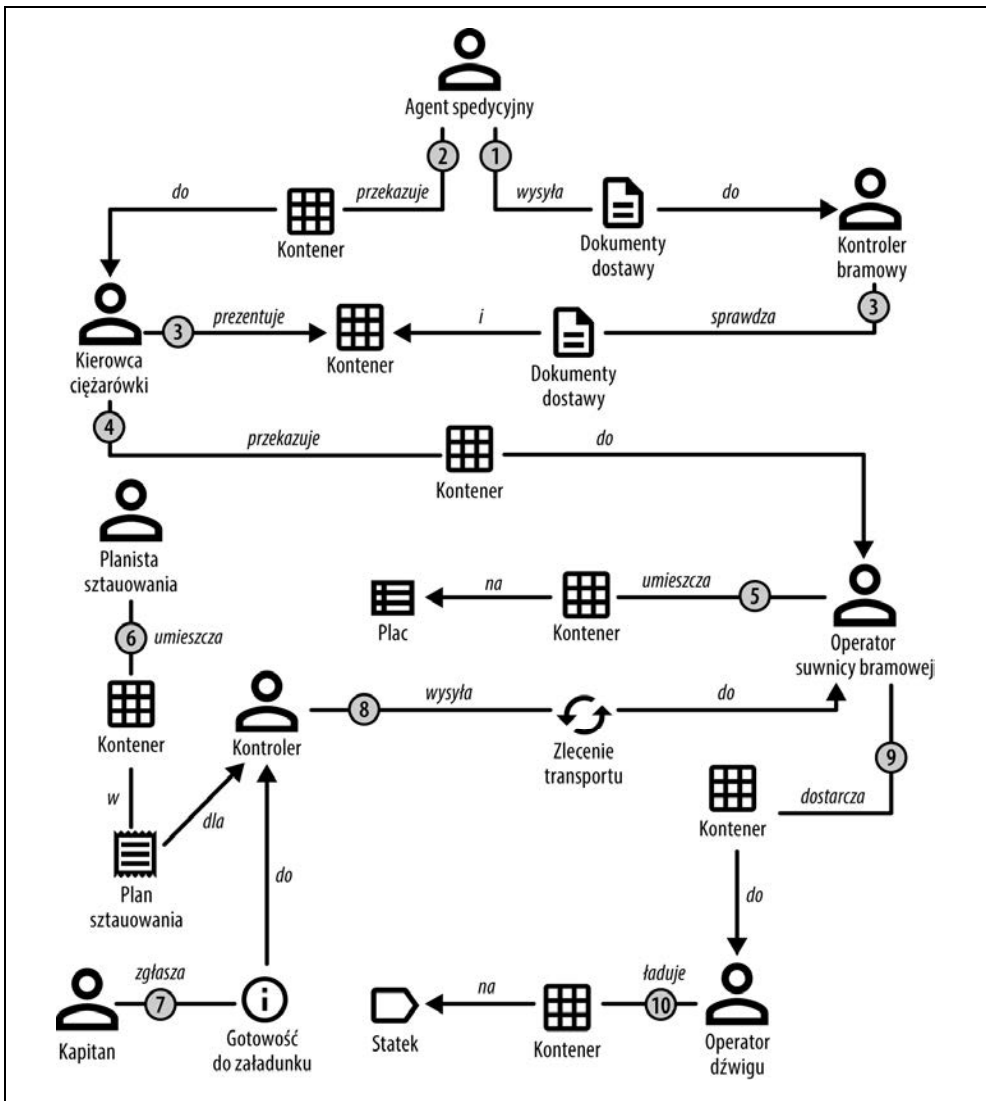 Agent spedycyjny
2
1
do
przekazuje
wysyła
do
Kontener
Dokumenty
dostawy
Kontroler
bramowy
3
prezentuje
i
sprawdza
3
Kierowca
ciężarówki
Kontener
Dokumenty
dostawy
4
przekazuje
do
Kontener
Planista
sztauowania
na
umieszcza
5
Plac
Kontener
Operator
suwnicy bramowej
6
umieszcza
Kontener
Kontroler
8
wysyła
do
Zlecenie
transportu
9
w
dla
Kontener
dostarcza
Plan
sztauowania
do
do
zgłasza
7
Kapitan
Gotowość
do załadunku
na
ładuje
10
Statek
Kontener
Operator
dźwigu